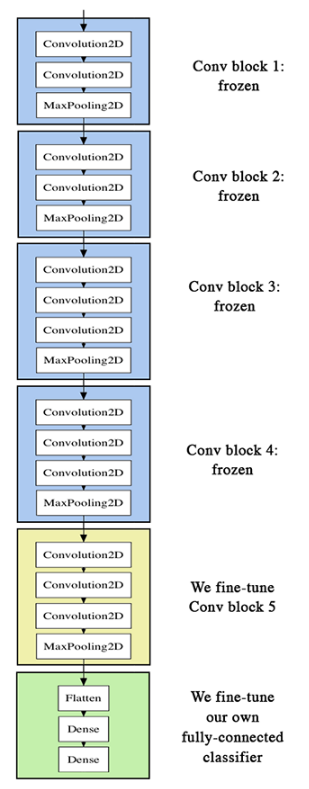 Convolution2D
Convolution2D
MaxPooling2D
Conv block 1:
frozen
Convolution2D
Convolution2D
MaxPooling2D
Conv block 2:
frozen
Convolution2D
Convolution2D
Convolution2D
MaxPooling2D
Conv block 3:
frozen
Convolution2D
Convolution2D
Convolution2D
MaxPooling2D
Conv block 4:
frozen
Convolution2D
Convolution2D
Convolution2D
MaxPooling2D
We fine-tune
Conv block 5
Flatten
Dense
Dense
We fine-tune
our own
fully-connected
classifier